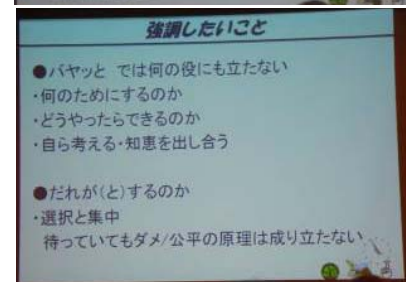 強調したいこと
●バヤッと では何の役にも立たない
・何のためにするのか
・どうやったらできるのか
・自ら考える・知恵を出し合う
●だれが(と)するのか
・選択と集中
待っていてもダメ/公平の原理は成り立たない